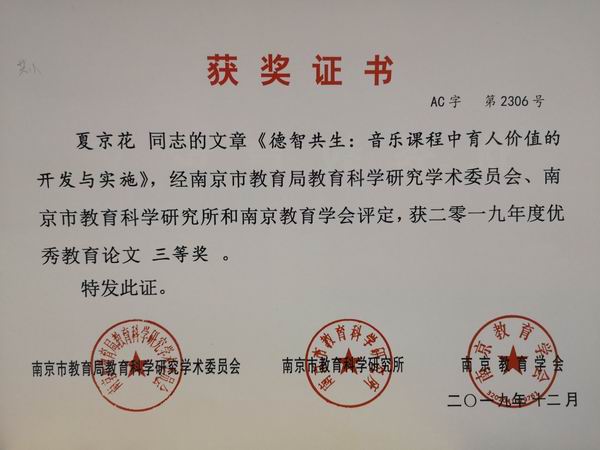 获奖证书
AC字 第2306号
夏京花 同志的文章《德智共生：音乐课程中育人价值的
开发与实施》，经南京市教育局教育科学研究学术委员会、南
京市教育科学研究所和南京教育学会评定，获二零一九年度优
秀教育论文 三等奖 。
特发此证。
南京市教育局教育科学研究学术委员会 南京市教育科学研究所 南京教育学会
二〇一九年十二月